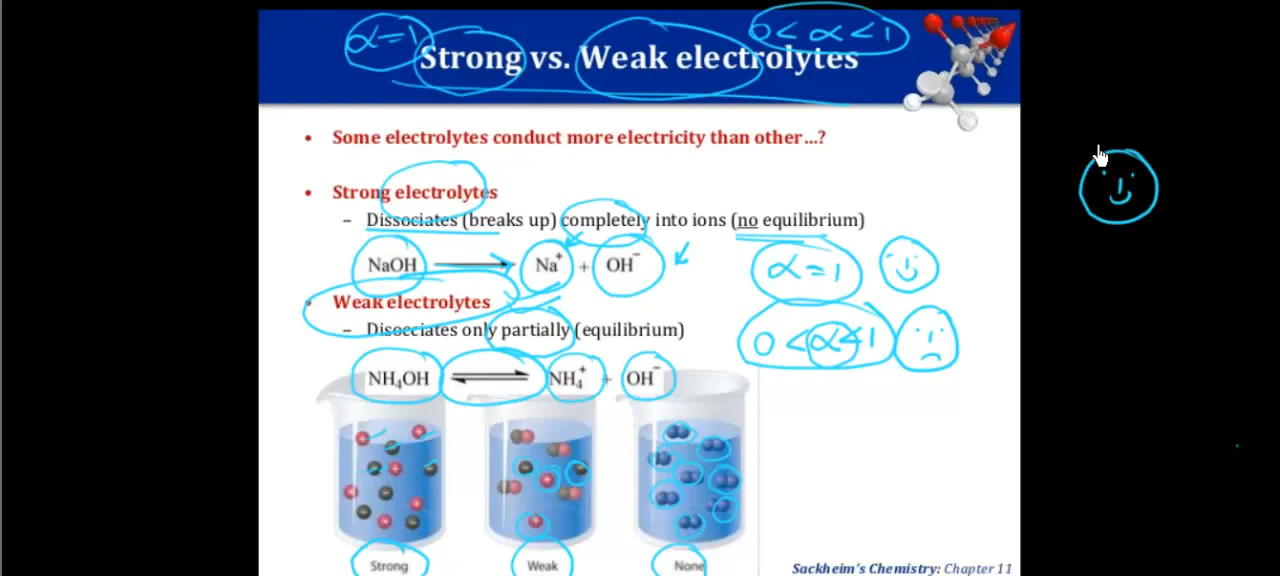 α=1
0<α<1
Strong vs. Weak electrolytes
• Some electrolytes conduct more electricity than other...?
• Strong electrolytes
– Dissociates (breaks up) completely into ions (no equilibrium)
NaOH ⟶ Na⁺ + OH⁻
α=1
• Weak electrolytes
– Dissociates only partially (equilibrium)
0<α<1
NH₄OH ⇌ NH₄⁺ + OH⁻
Strong Weak None
Sackheim's Chemistry: Chapter 11